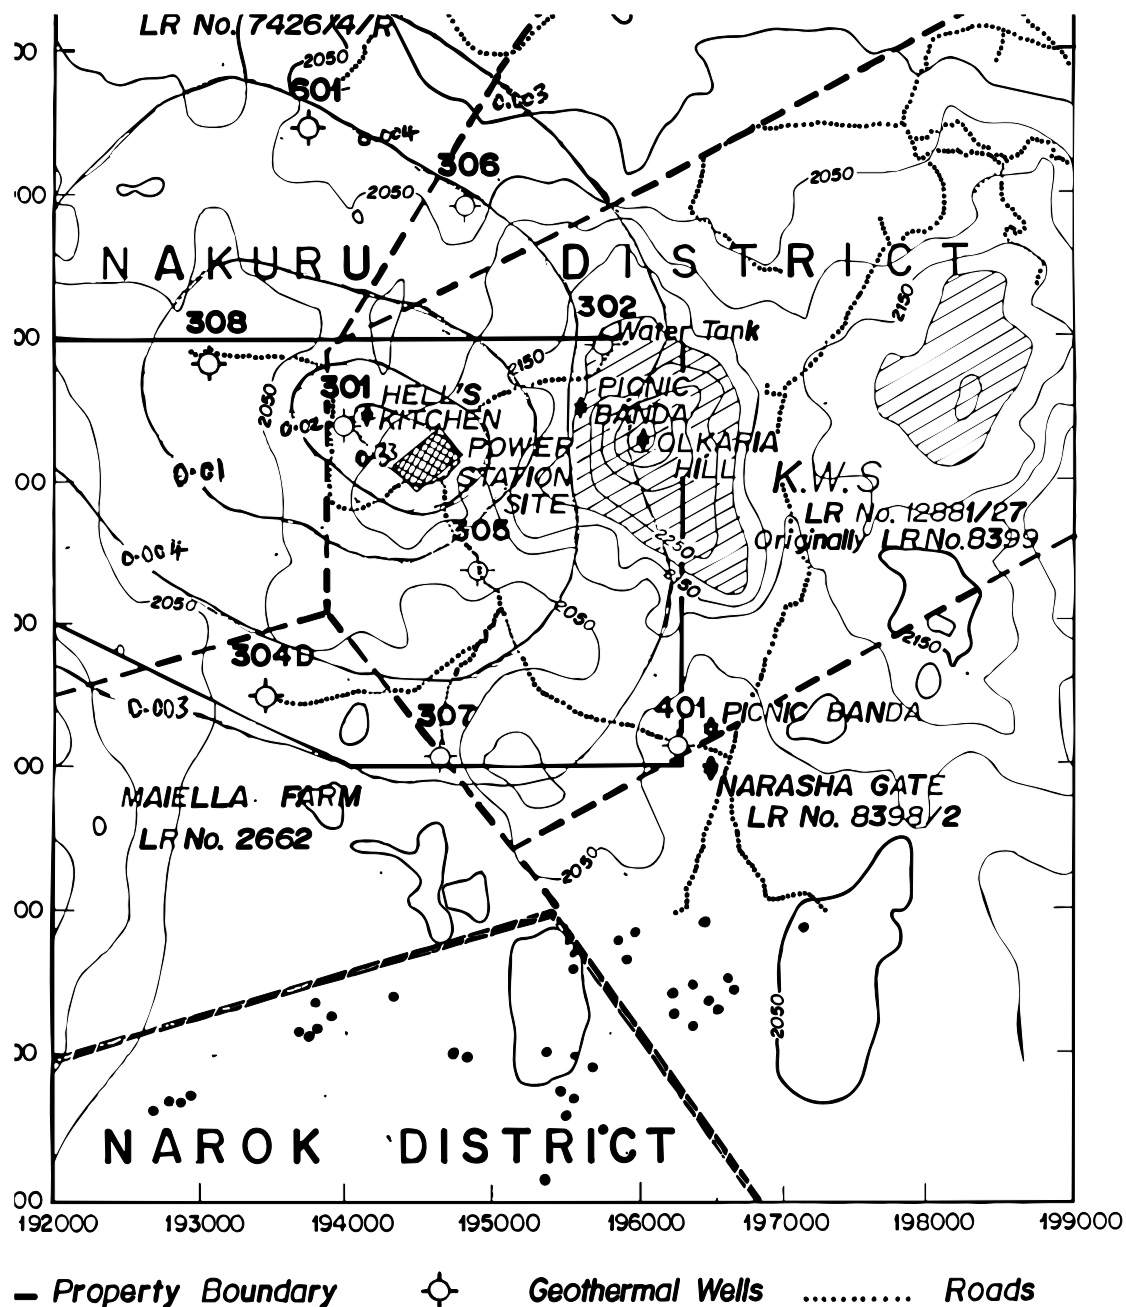 LR No. 7426/4/R
2050
601
0.003
0.004
306
2050
2050
NAKURU DISTRICT
2150
308
302
Water Tank
2150
301
HELL'S
KITCHEN
PICNIC
BANDA
2050
0.02
0.33
POWER
STATION
SITE
OLKARIA
HILL
0.01
K.W.S
LR No. 12881/27
Originally LR No. 8399
305
2250
0.004
2150
2050
2050
2150
304D
0.003
307
401
PICNIC BANDA
NARASHA GATE
LR No. 8398/2
MAIELLA FARM
LR No. 2662
2050
2050
NAROK DISTRICT
192000 193000 194000 195000 196000 197000 198000 199000
Property Boundary Geothermal Wells Roads